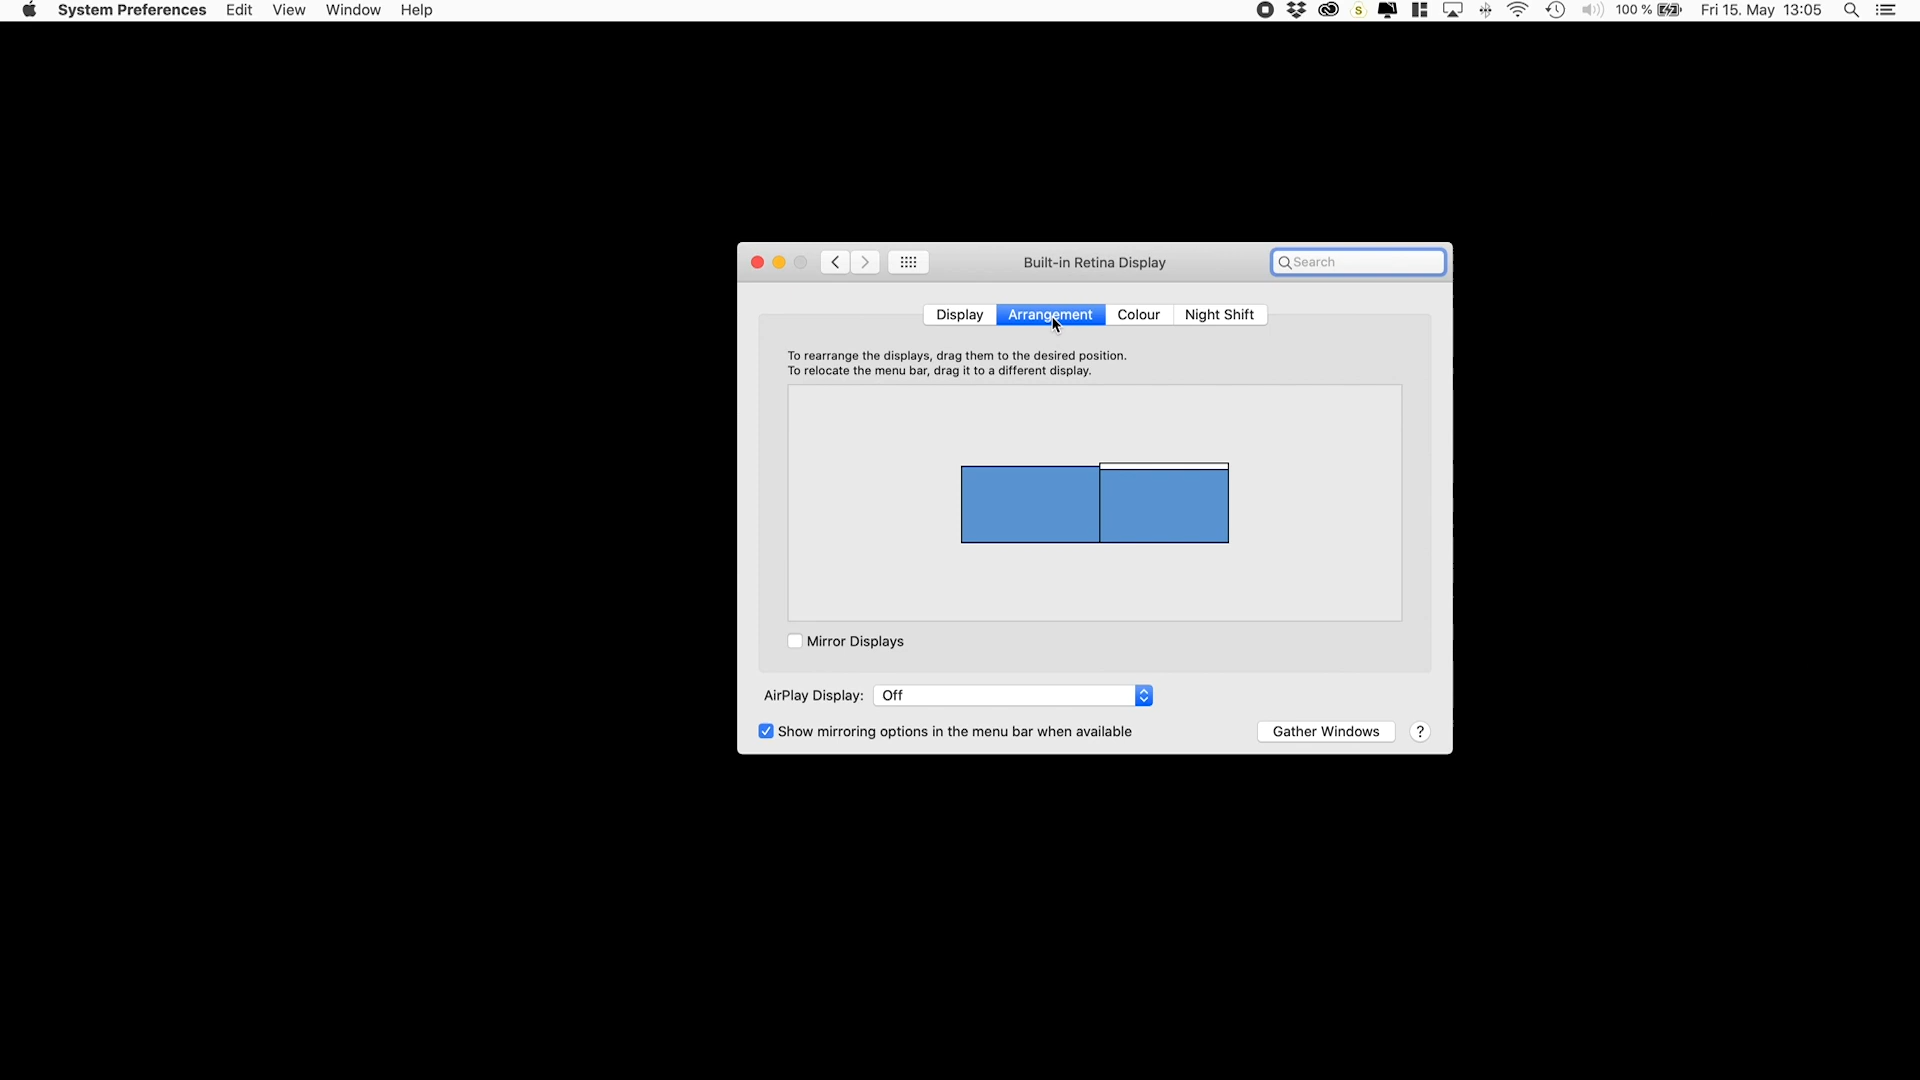 System Preferences Edit View Window Help S 100 % Fri 15. May 13:05
Built-in Retina Display Search
Display Arrangement Colour Night Shift
To rearrange the displays, drag them to the desired position.
To relocate the menu bar, drag it to a different display.
Mirror Displays
AirPlay Display: Off
Show mirroring options in the menu bar when available Gather Windows ?